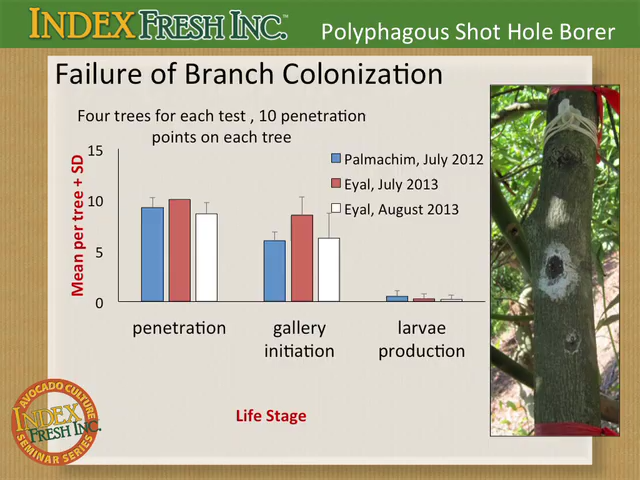 INDEX FRESH INC.™
Polyphagous Shot Hole Borer
Failure of Branch Colonization
Four trees for each test , 10 penetration
points on each tree
Mean per tree + SD
15
10
5
0
Palmachim, July 2012
Eyal, July 2013
Eyal, August 2013
penetration
gallery
initiation
larvae
production
Life Stage
AVOCADO CULTURE
INDEX
FRESH INC.
SEMINAR SERIES